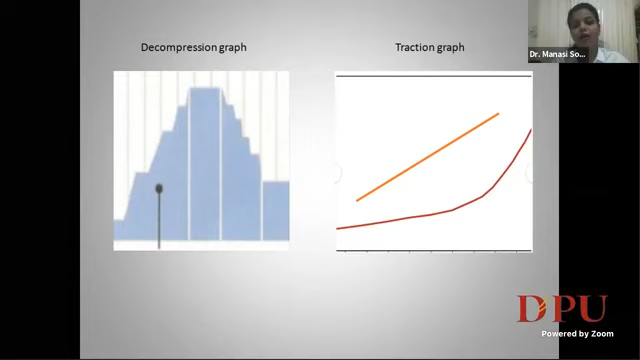 Decompression graph
Traction graph
Dr. Manasi So...
DPU
Powered by Zoom